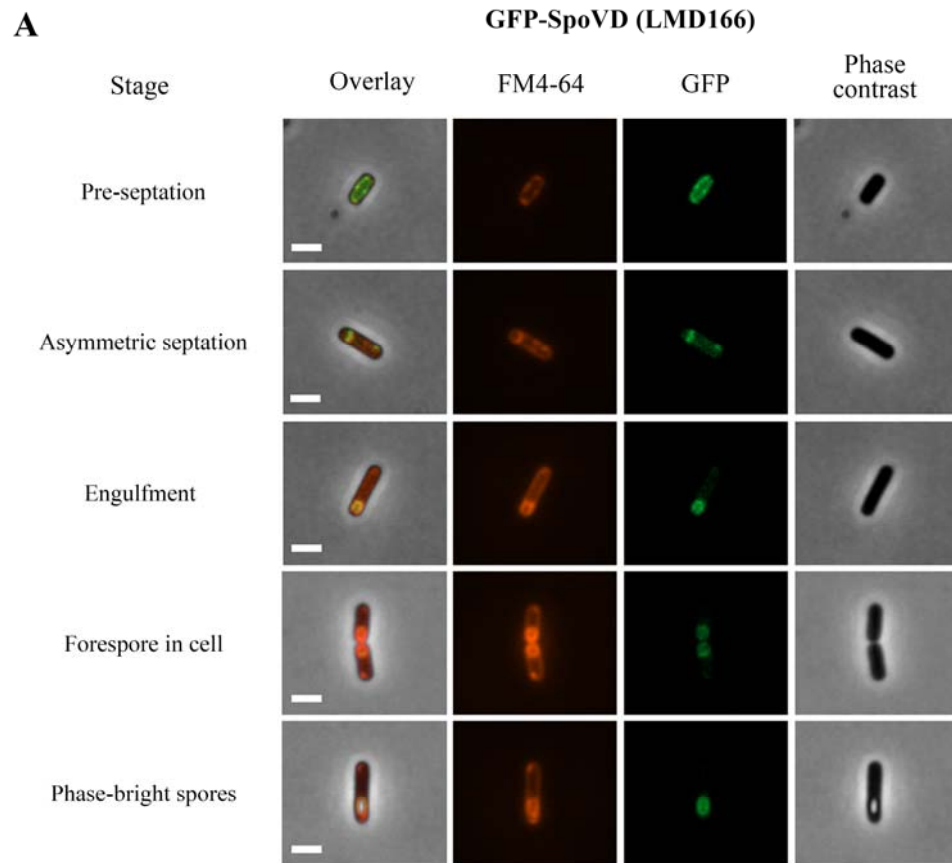 A
GFP-SpoVD (LMD166)
Stage
Overlay
FM4-64
GFP
Phase
contrast
Pre-septation
Asymmetric septation
Engulfment
Forespore in cell
Phase-bright spores